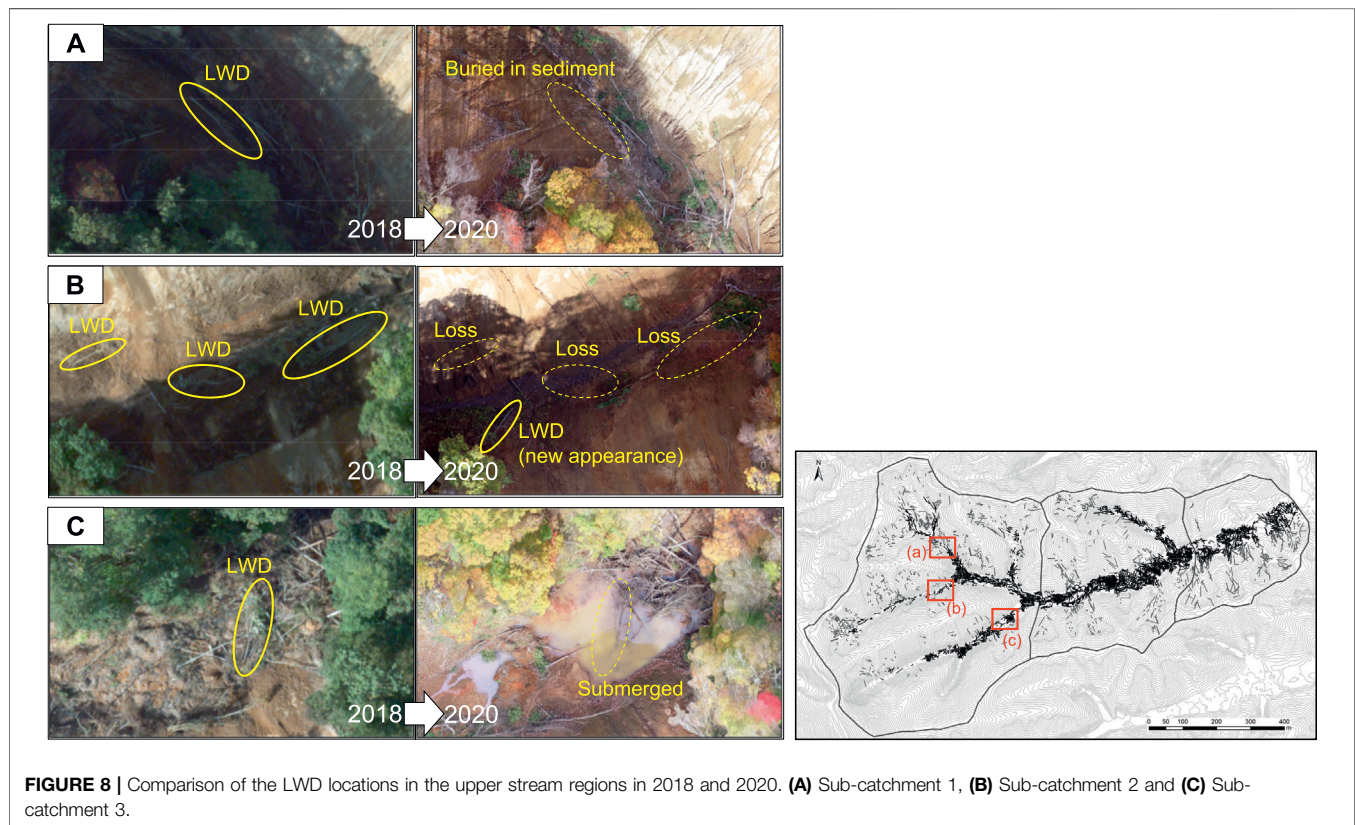 A
LWD
Buried in sediment
2018
2020
B
LWD
LWD
LWD
Loss
Loss
Loss
LWD
(new appearance)
2018
2020
C
LWD
Submerged
2018
2020
N
(a)
(b)
(c)
0 50 100 200 300 400
m
FIGURE 8 | Comparison of the LWD locations in the upper stream regions in 2018 and 2020. (A) Sub-catchment 1, (B) Sub-catchment 2 and (C) Sub-
catchment 3.